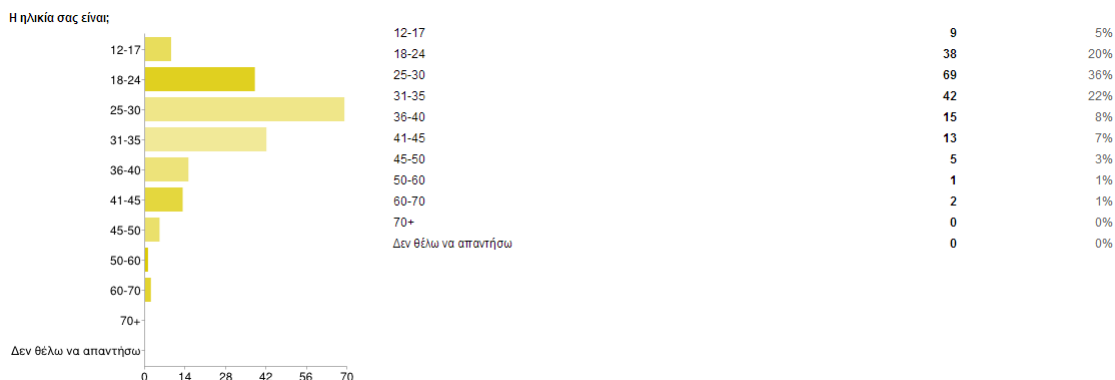 Η ηλικία σας είναι;
12-17
18-24
25-30
31-35
36-40
41-45
45-50
50-60
60-70
70+
Δεν θέλω να απαντήσω
0 14 28 42 56 70
12-17 9 5%
18-24 38 20%
25-30 69 36%
31-35 42 22%
36-40 15 8%
41-45 13 7%
45-50 5 3%
50-60 1 1%
60-70 2 1%
70+ 0 0%
Δεν θέλω να απαντήσω 0 0%